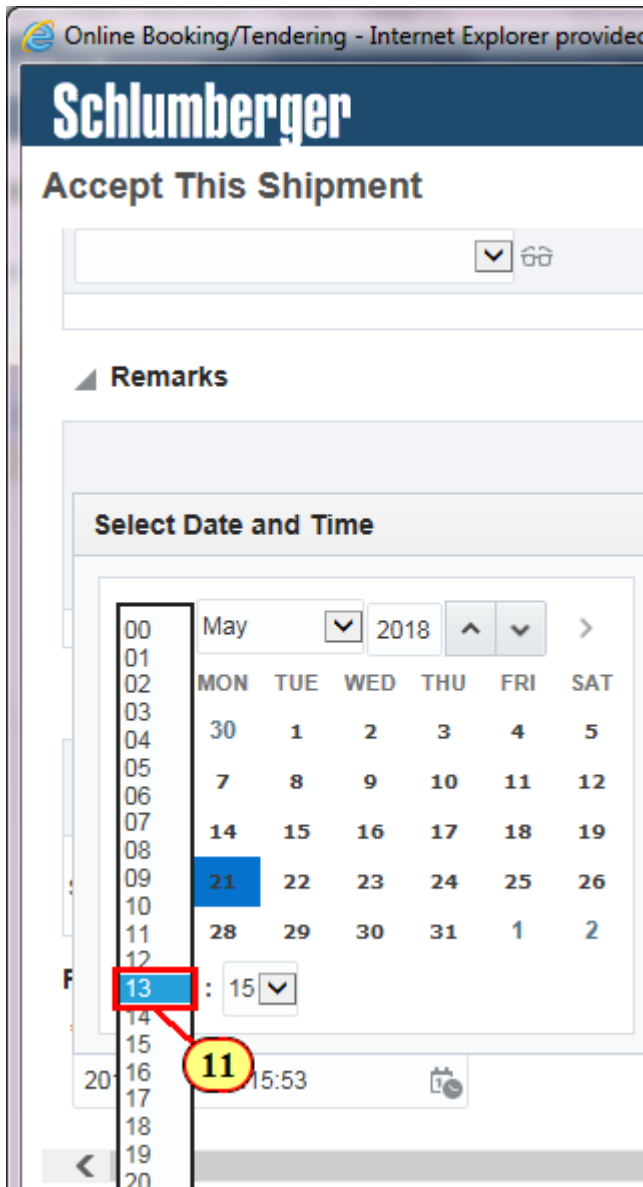 Online Booking/Tendering - Internet Explorer provided
Schlumberger
Accept This Shipment
Remarks
Select Date and Time
May 2018
MON TUE WED THU FRI SAT
30 1 2 3 4 5
7 8 9 10 11 12
14 15 16 17 18 19
21 22 23 24 25 26
28 29 30 31 1 2
00
01
02
03
04
05
06
07
08
09
10
11
12
13 : 15
14
15
16
17
18
19
20
11
201 15:53